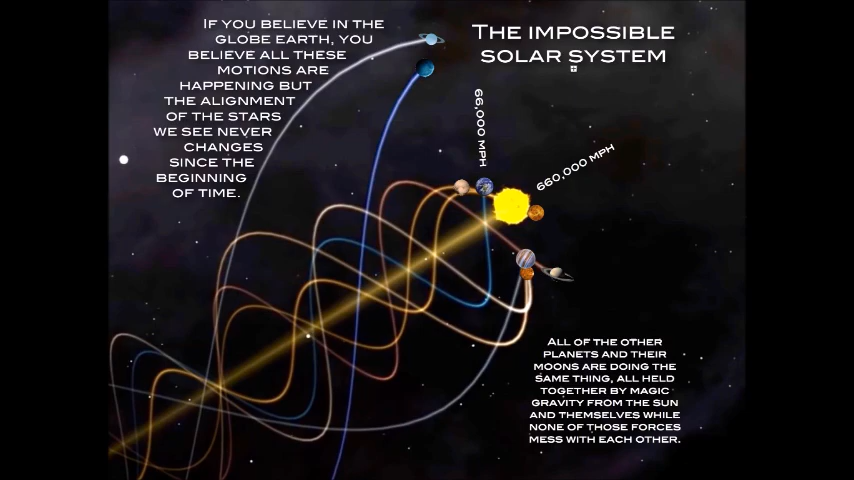 If you believe in the
globe earth, you
believe all these
motions are
happening but
the alignment
of the stars
we see never
changes
since the
beginning
of time.
The impossible
solar system
66,000 mph
660,000 mph
All of the other
planets and their
moons are doing the
same thing, all held
together by magic
gravity from the sun
and themselves while
none of those forces
mess with each other.